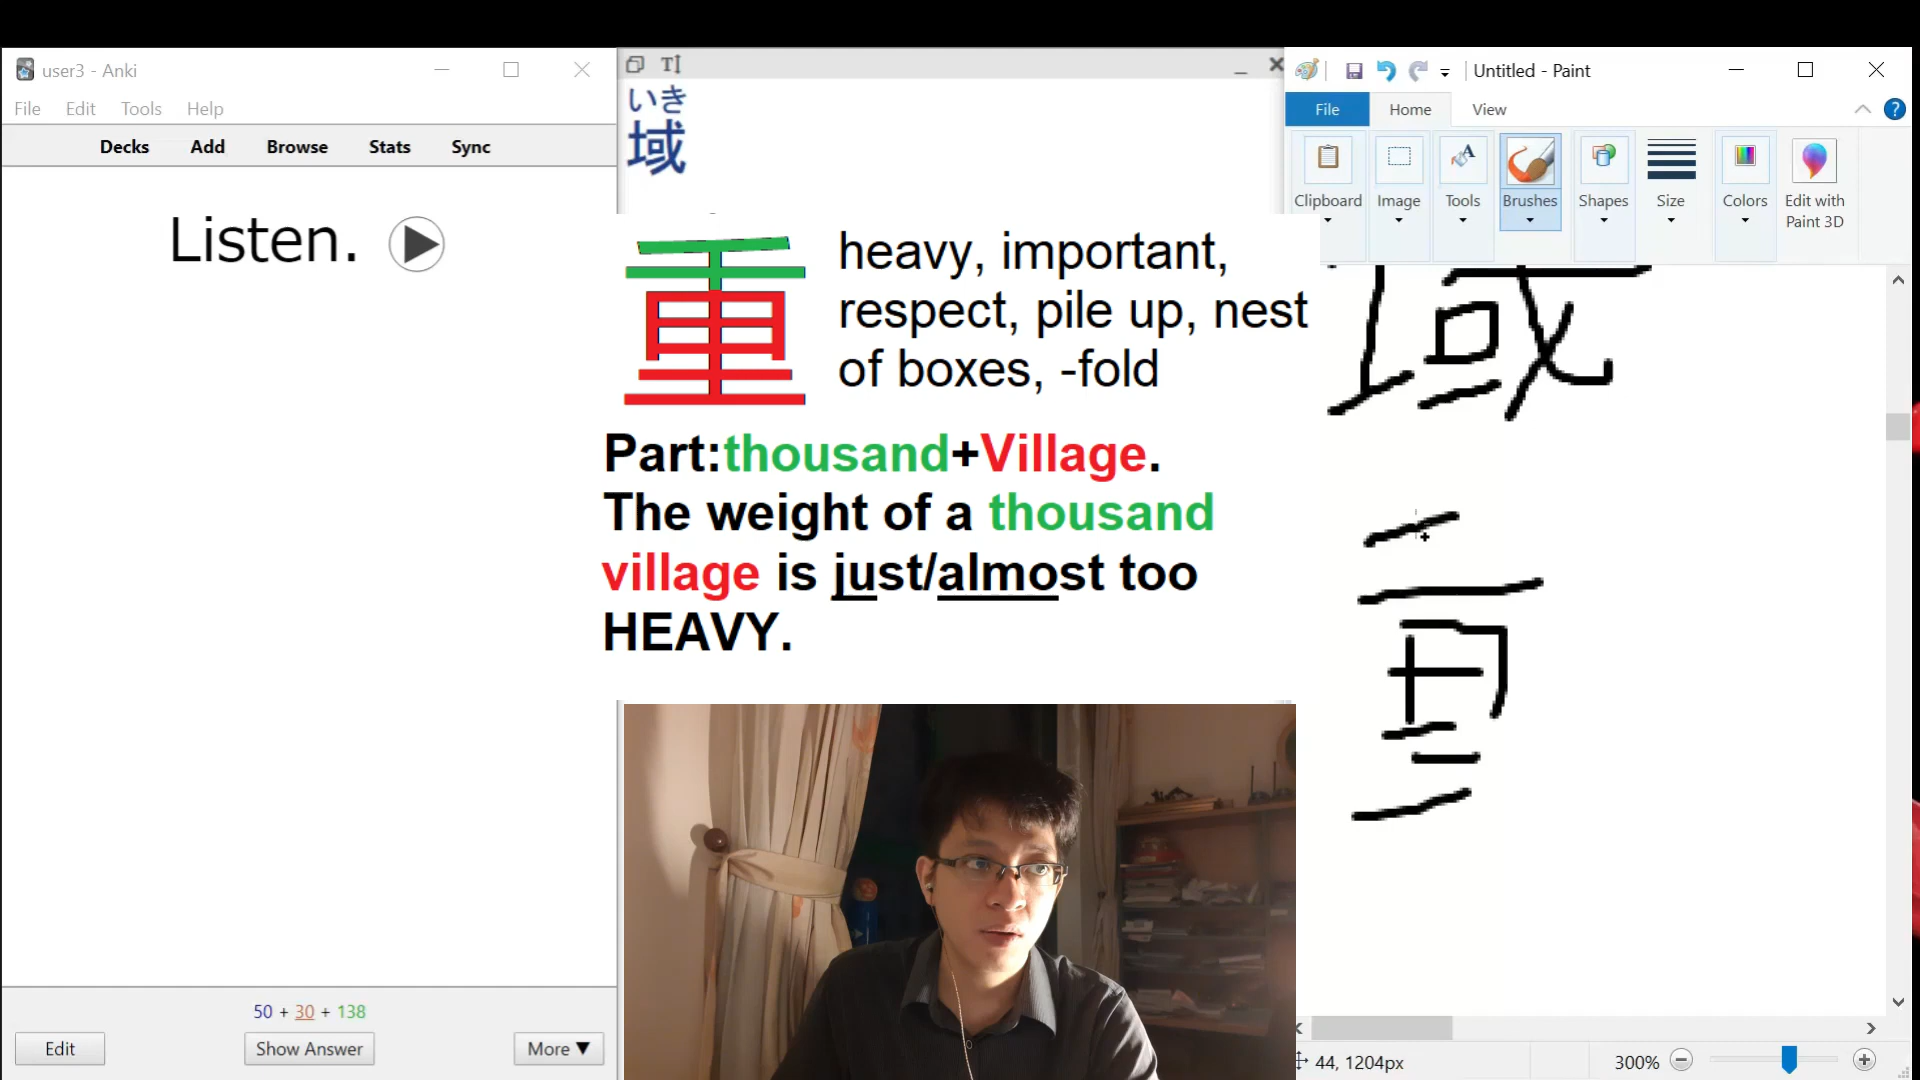 user3 - Anki
File Edit Tools Help
Decks Add Browse Stats Sync
Listen.
50 + 30 + 138
Edit Show Answer More ▼
いき
域
重 heavy, important,
respect, pile up, nest
of boxes, -fold
Part:thousand+Village.
The weight of a thousand
village is just/almost too
HEAVY.
Untitled - Paint
File Home View
Clipboard Image Tools Brushes Shapes Size Colors Edit with
Paint 3D
域
44, 1204px 300%